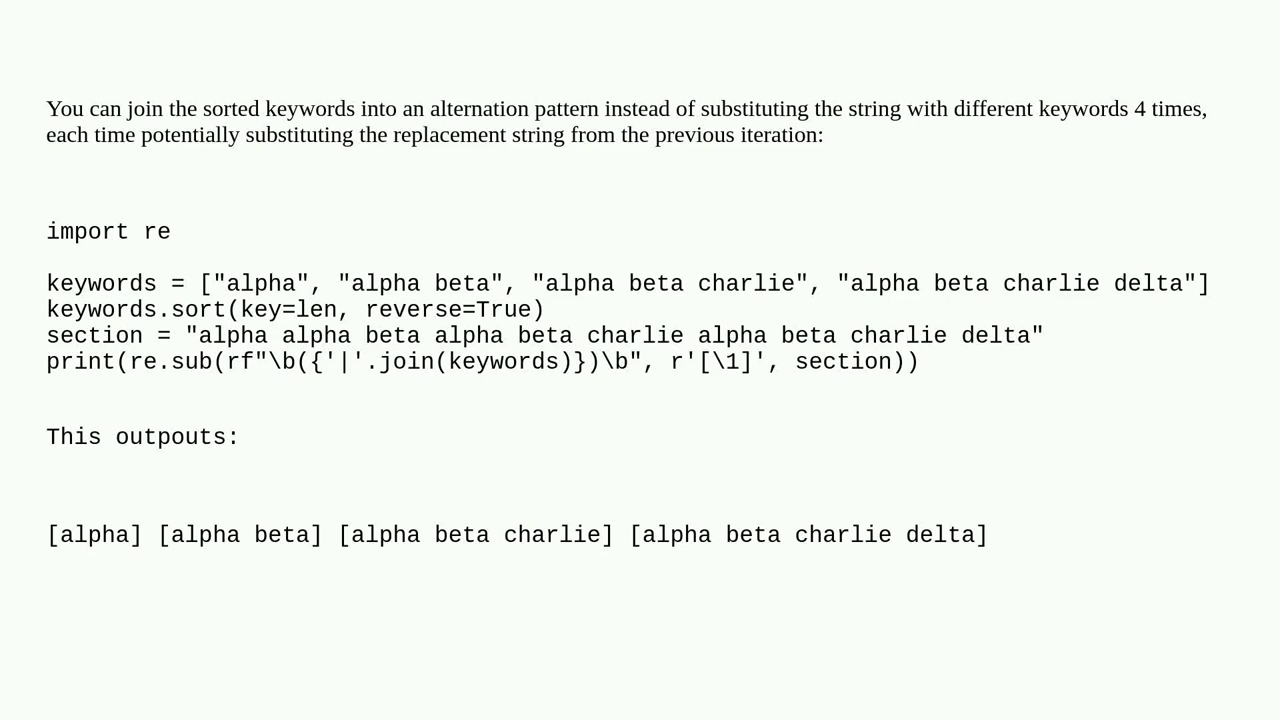 You can join the sorted keywords into an alternation pattern instead of substituting the string with different keywords 4 times,
each time potentially substituting the replacement string from the previous iteration:
import re
keywords = ["alpha", "alpha beta", "alpha beta charlie", "alpha beta charlie delta"]
keywords.sort(key=len, reverse=True)
section = "alpha alpha beta alpha beta charlie alpha beta charlie delta"
print(re.sub(rf"\b({'|'.join(keywords)})\b", r'[\1]', section))
This outpouts:
[alpha] [alpha beta] [alpha beta charlie] [alpha beta charlie delta]